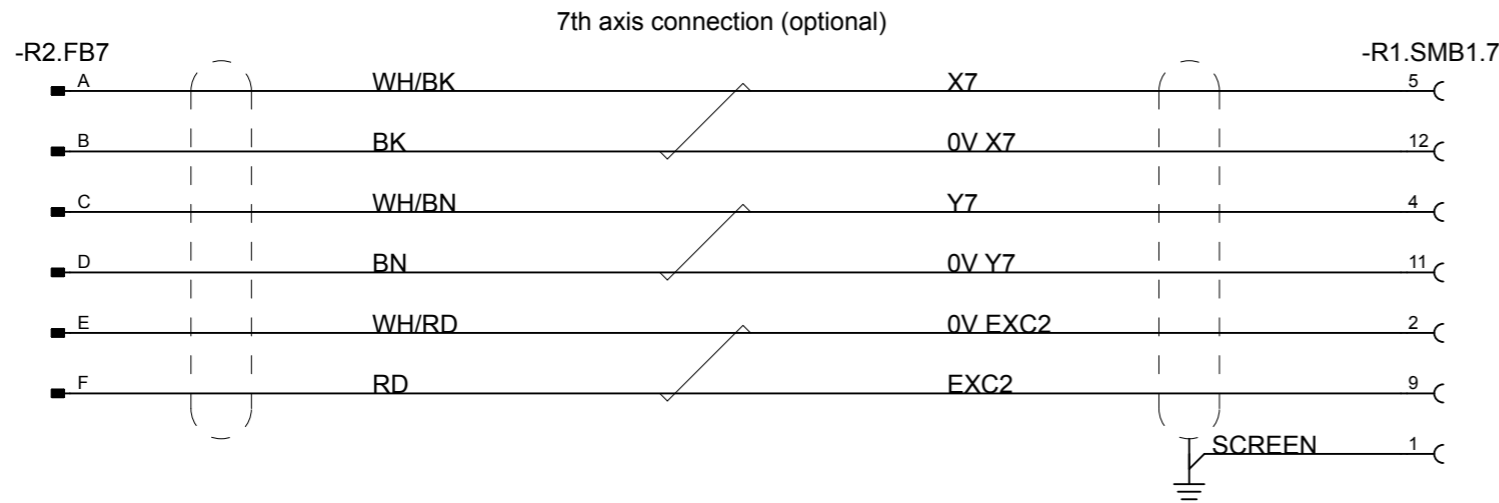 7th axis connection (optional)
-R2.FB7 -R1.SMB1.7
A WH/BK X7 5
B BK 0V X7 12
C WH/BN Y7 4
D BN 0V Y7 11
E WH/RD 0V EXC2 2
F RD EXC2 9
SCREEN 1